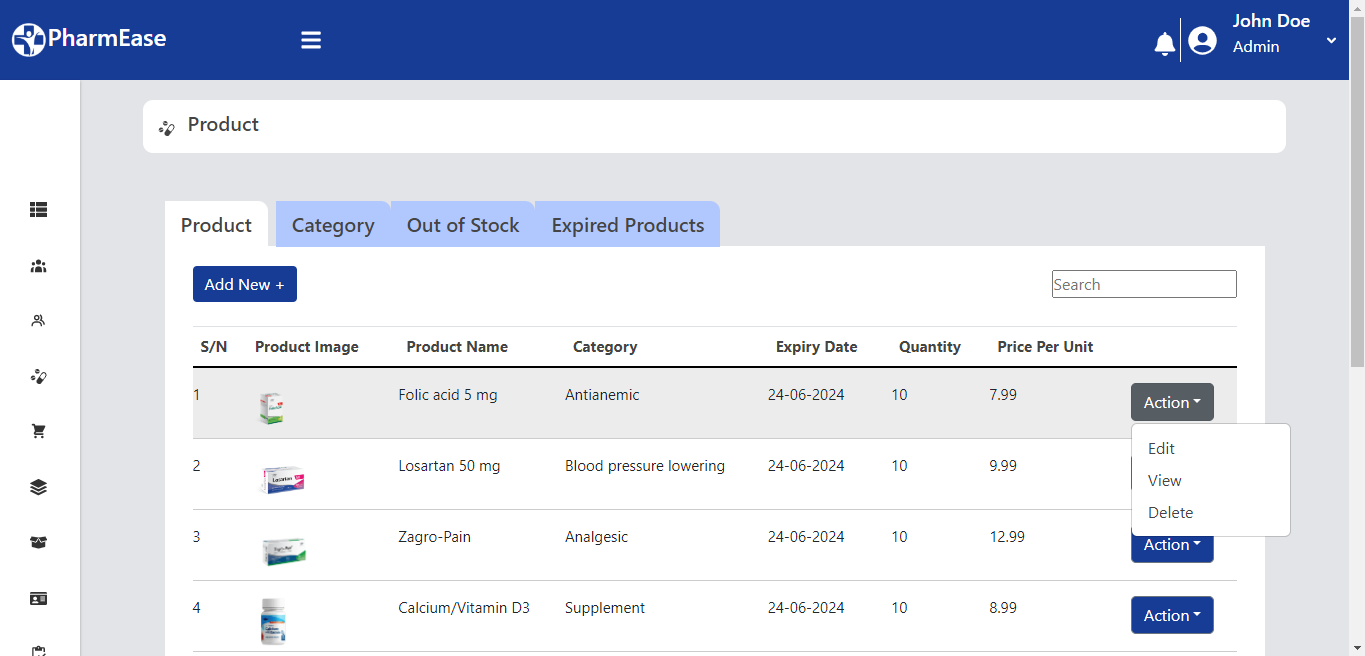 PharmEase
John Doe
Admin
Product
Product Category Out of Stock Expired Products
Add New + Search
S/N Product Image Product Name Category Expiry Date Quantity Price Per Unit
1 Folic acid 5 mg Antianemic 24-06-2024 10 7.99 Action
Edit
2 Losartan Losartan 50 mg Blood pressure lowering 24-06-2024 10 9.99
View
Delete
3 Zagro-Pain Analgesic 24-06-2024 10 12.99 Action
4 Calcium/Vitamin D3 Supplement 24-06-2024 10 8.99 Action